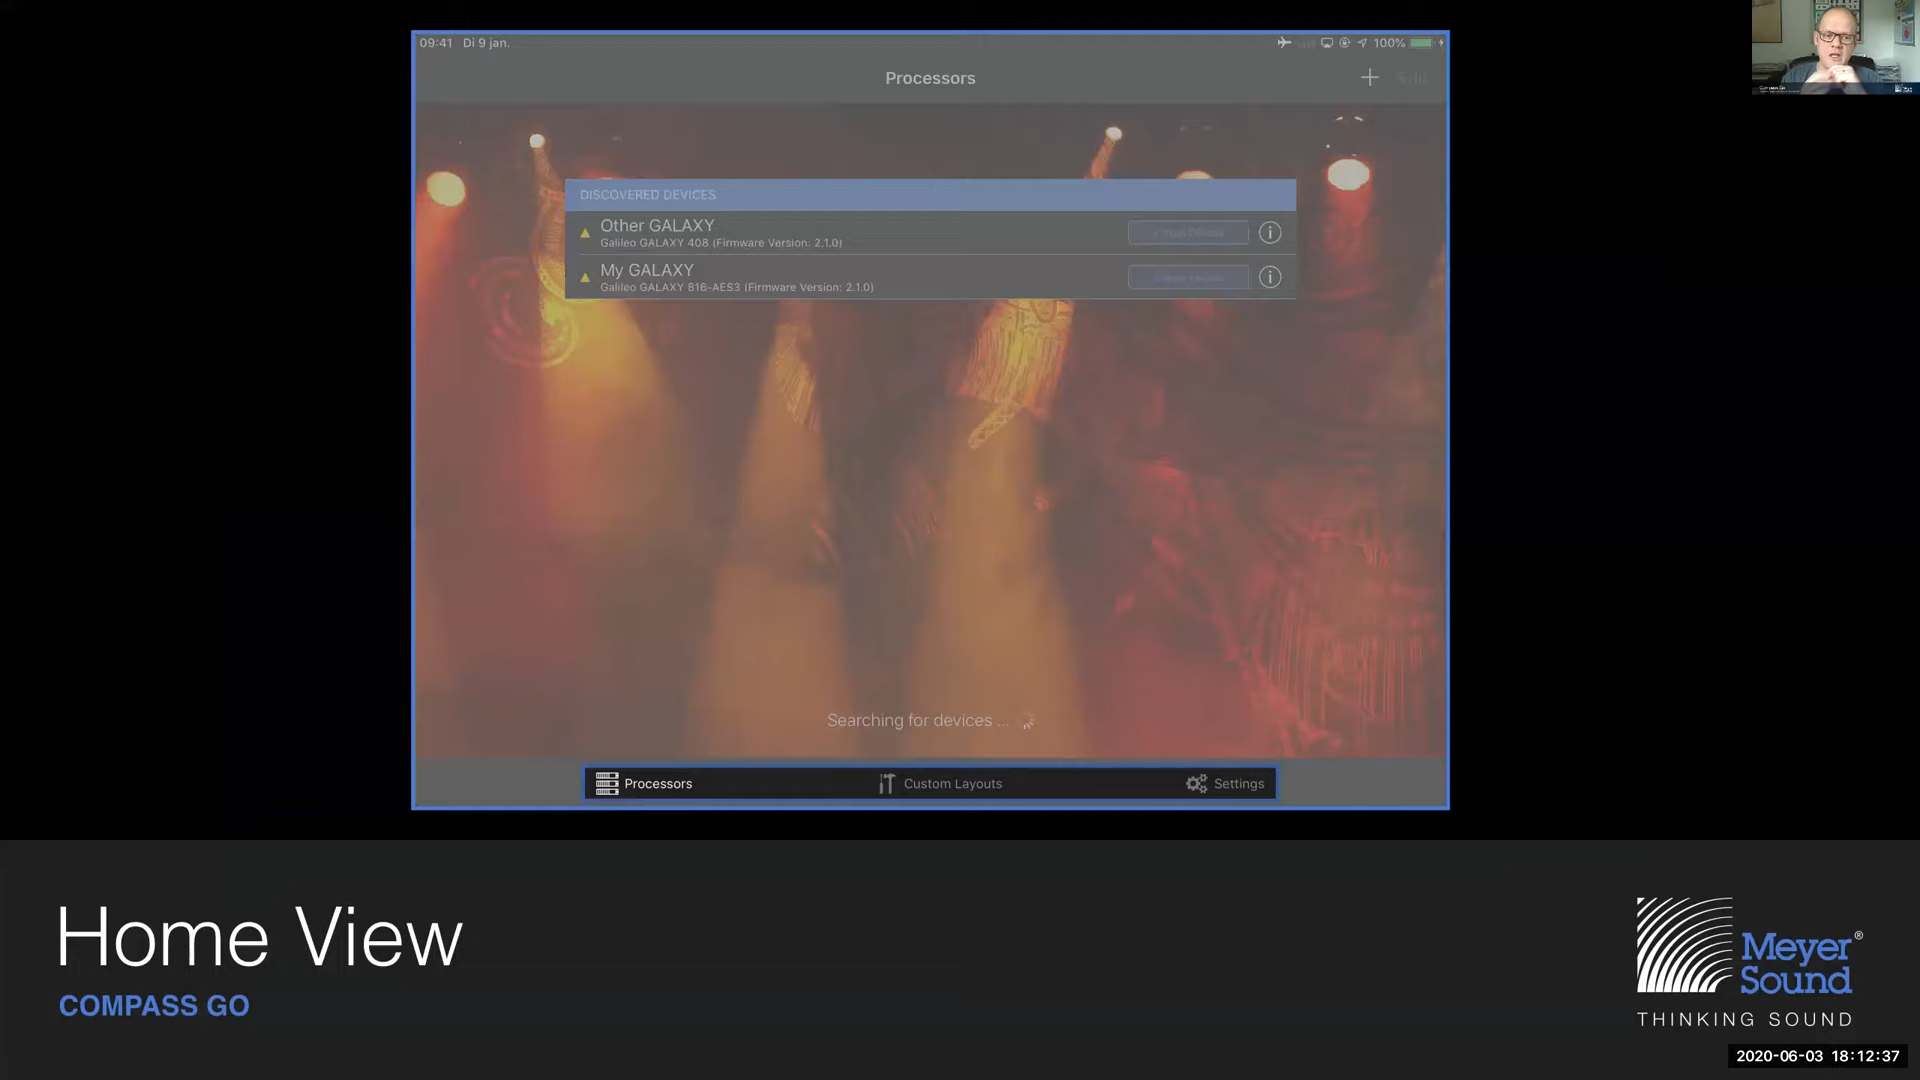 09:41 Di 9 jan.
100%
Processors
DISCOVERED DEVICES
Other GALAXY
Galileo GALAXY 408 (Firmware Version: 2.1.0)
My GALAXY
Galileo GALAXY 816-AES3 (Firmware Version: 2.1.0)
Searching for devices ...
Processors
Custom Layouts
Settings
Home View
COMPASS GO
Meyer®
Sound
THINKING SOUND
2020-06-03 18:12:37